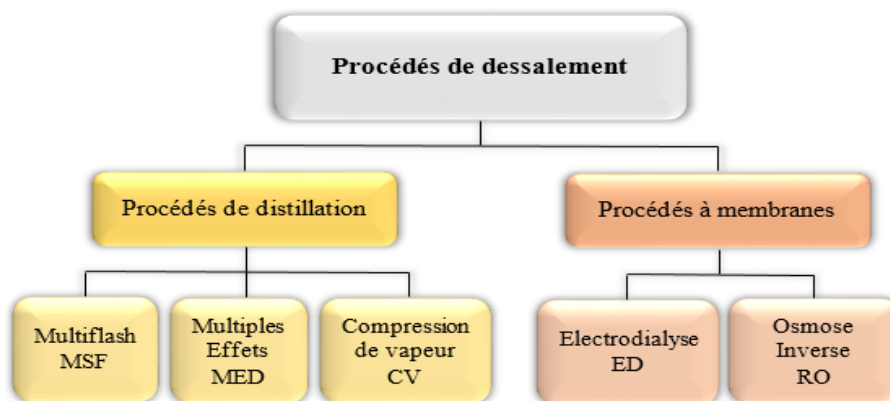 Procédés de dessalement
Procédés de distillation
Procédés à membranes
Multiflash
MSF
Multiples
Effets
MED
Compression
de vapeur
CV
Electrodialyse
ED
Osmose
Inverse
RO